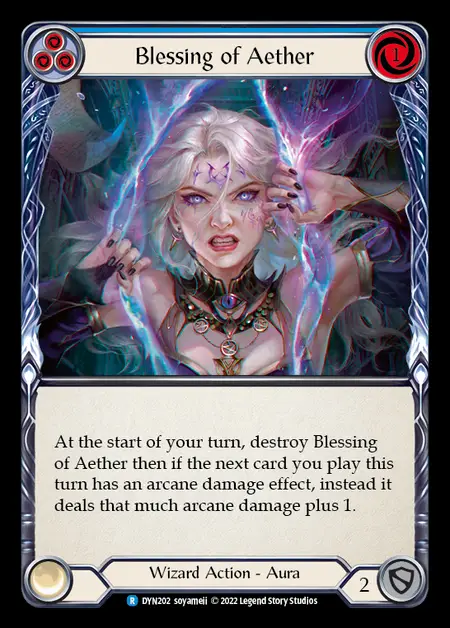 Blessing of Aether
1
At the start of your turn, destroy Blessing
of Aether then if the next card you play this
turn has an arcane damage effect, instead it
deals that much arcane damage plus 1.
Wizard Action - Aura
2
R DYN202 soyameii © 2022 Legend Story Studios